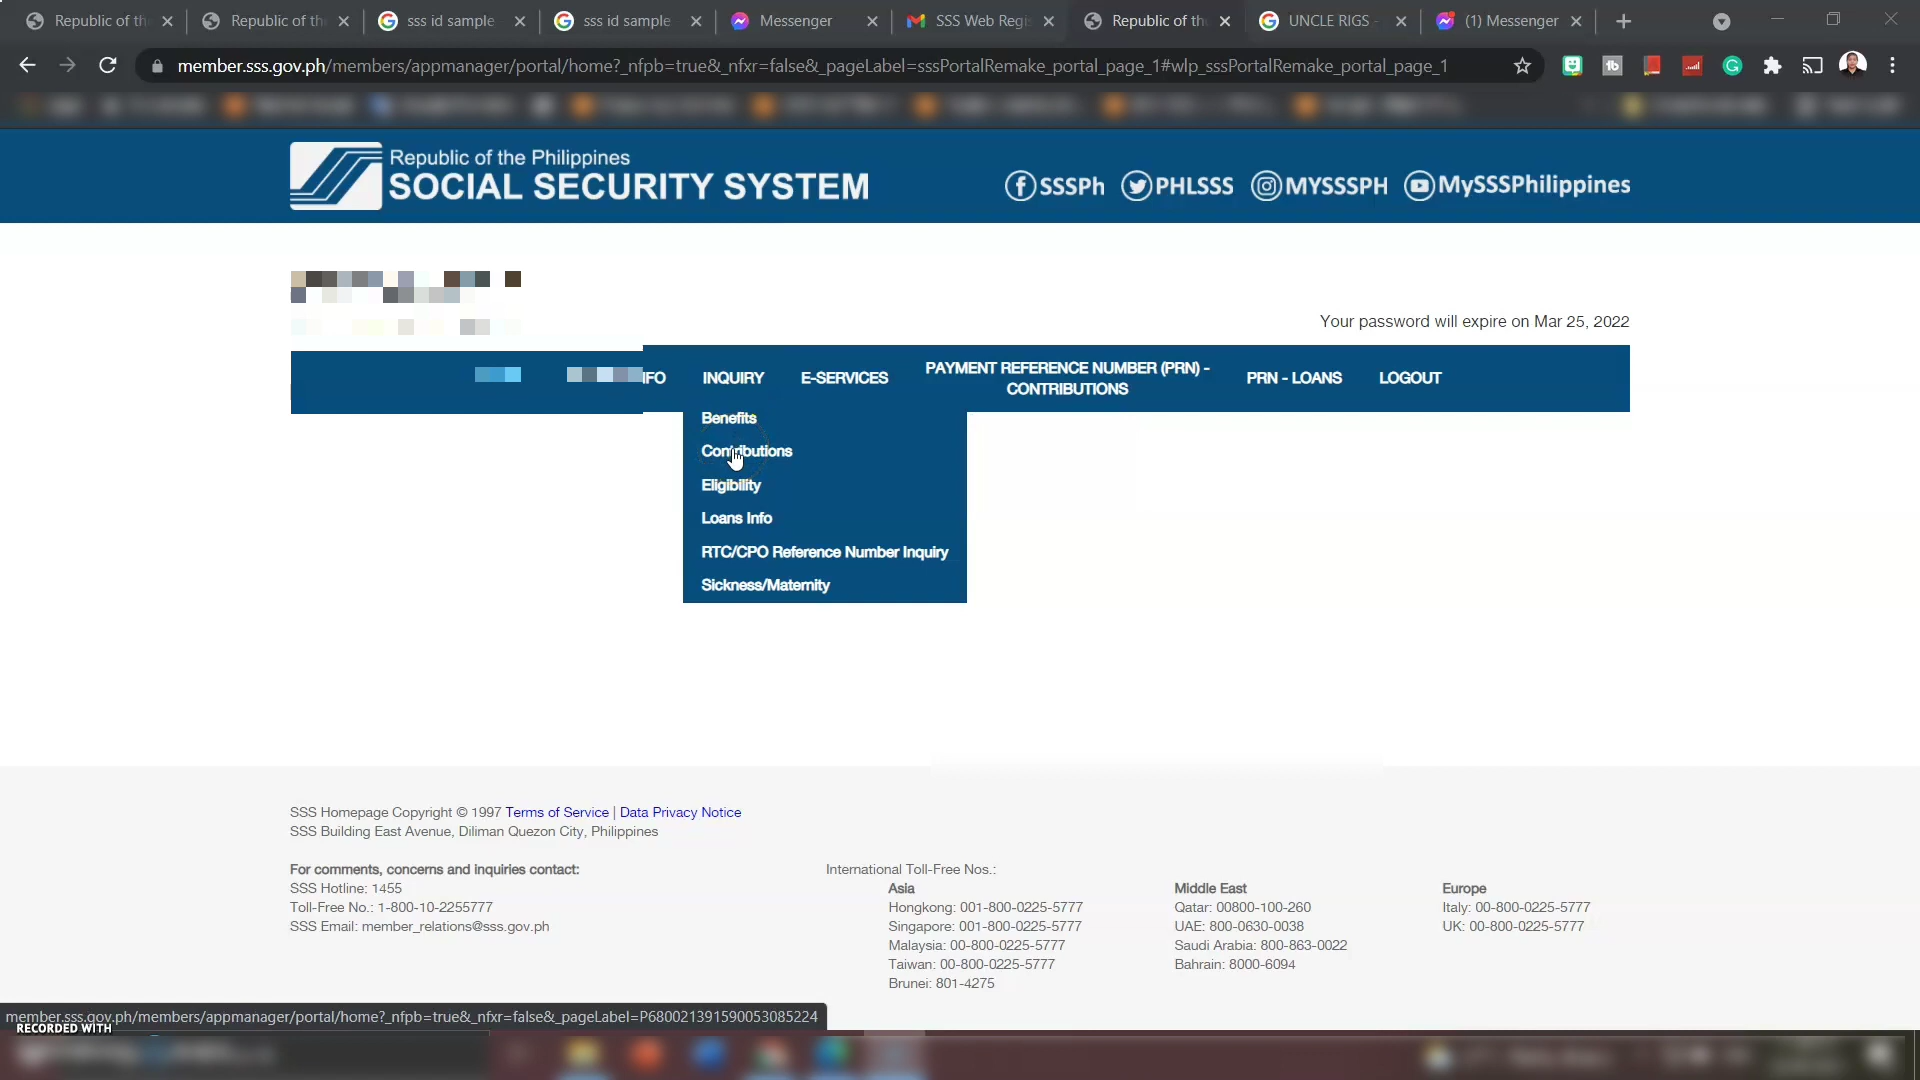 Republic of th
Republic of th
sss id sample
sss id sample
Messenger
SSS Web Regis
Republic of th
UNCLE RIGS -
(1) Messenger
member.sss.gov.ph/members/appmanager/portal/home?_nfpb=true&_nfxr=false&_pageLabel=sssPortalRemake_portal_page_1#wlp_sssPortalRemake_portal_page_1
Republic of the Philippines
SOCIAL SECURITY SYSTEM
SSSPh
PHLSSS
MYSSSPH
MySSSPhilippines
Your password will expire on Mar 25, 2022
INQUIRY
E-SERVICES
PAYMENT REFERENCE NUMBER (PRN) -
CONTRIBUTIONS
PRN - LOANS
LOGOUT
Benefits
Contributions
Eligibility
Loans Info
RTC/CPO Reference Number Inquiry
Sickness/Maternity
SSS Homepage Copyright © 1997 Terms of Service | Data Privacy Notice
SSS Building East Avenue, Diliman Quezon City, Philippines
For comments, concerns and inquiries contact:
SSS Hotline: 1455
Toll-Free No.: 1-800-10-2255777
SSS Email: member_relations@sss.gov.ph
International Toll-Free Nos.:
Asia
Hongkong: 001-800-0225-5777
Singapore: 001-800-0225-5777
Malaysia: 00-800-0225-5777
Taiwan: 00-800-0225-5777
Brunei: 801-4275
Middle East
Qatar: 00800-100-260
UAE: 800-0630-0038
Saudi Arabia: 800-863-0022
Bahrain: 8000-6094
Europe
Italy: 00-800-0225-5777
UK: 00-800-0225-5777
member.sss.gov.ph/members/appmanager/portal/home?_nfpb=true&_nfxr=false&_pageLabel=P680021391590053085224
RECORDED WITH